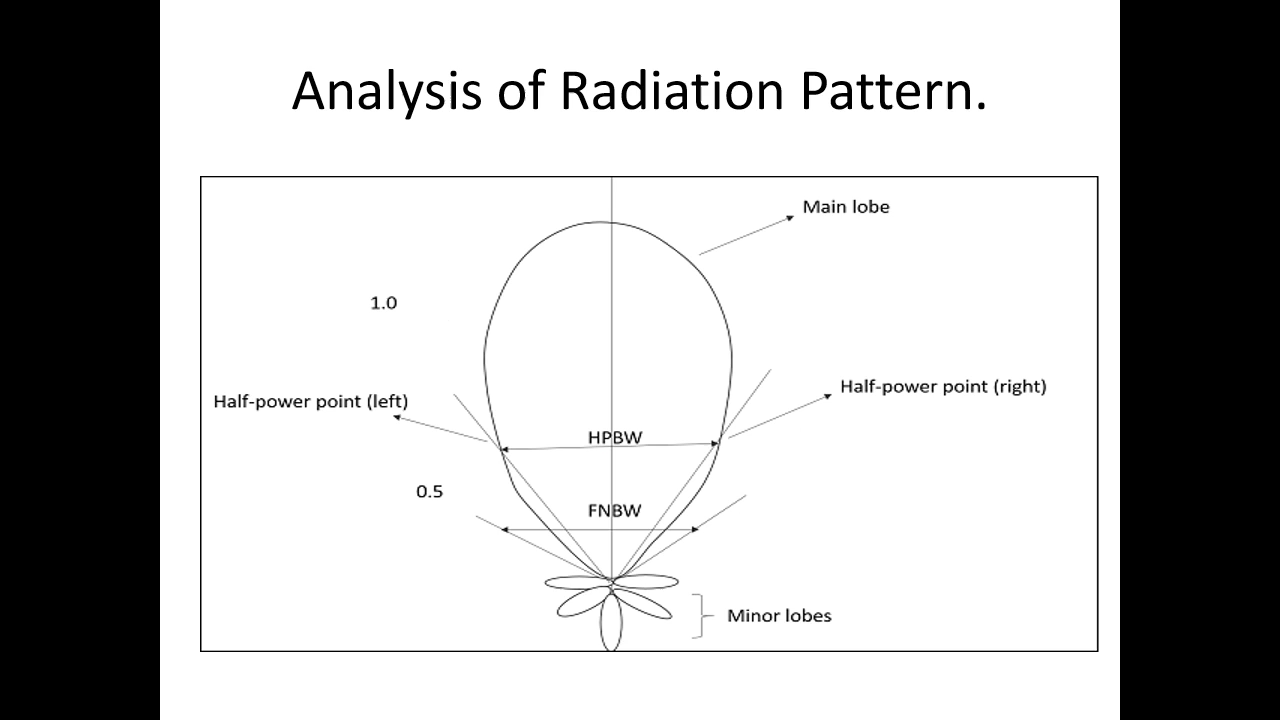 Analysis of Radiation Pattern.
Main lobe
1.0
Half-power point (right)
Half-power point (left)
HPBW
0.5
FNBW
Minor lobes